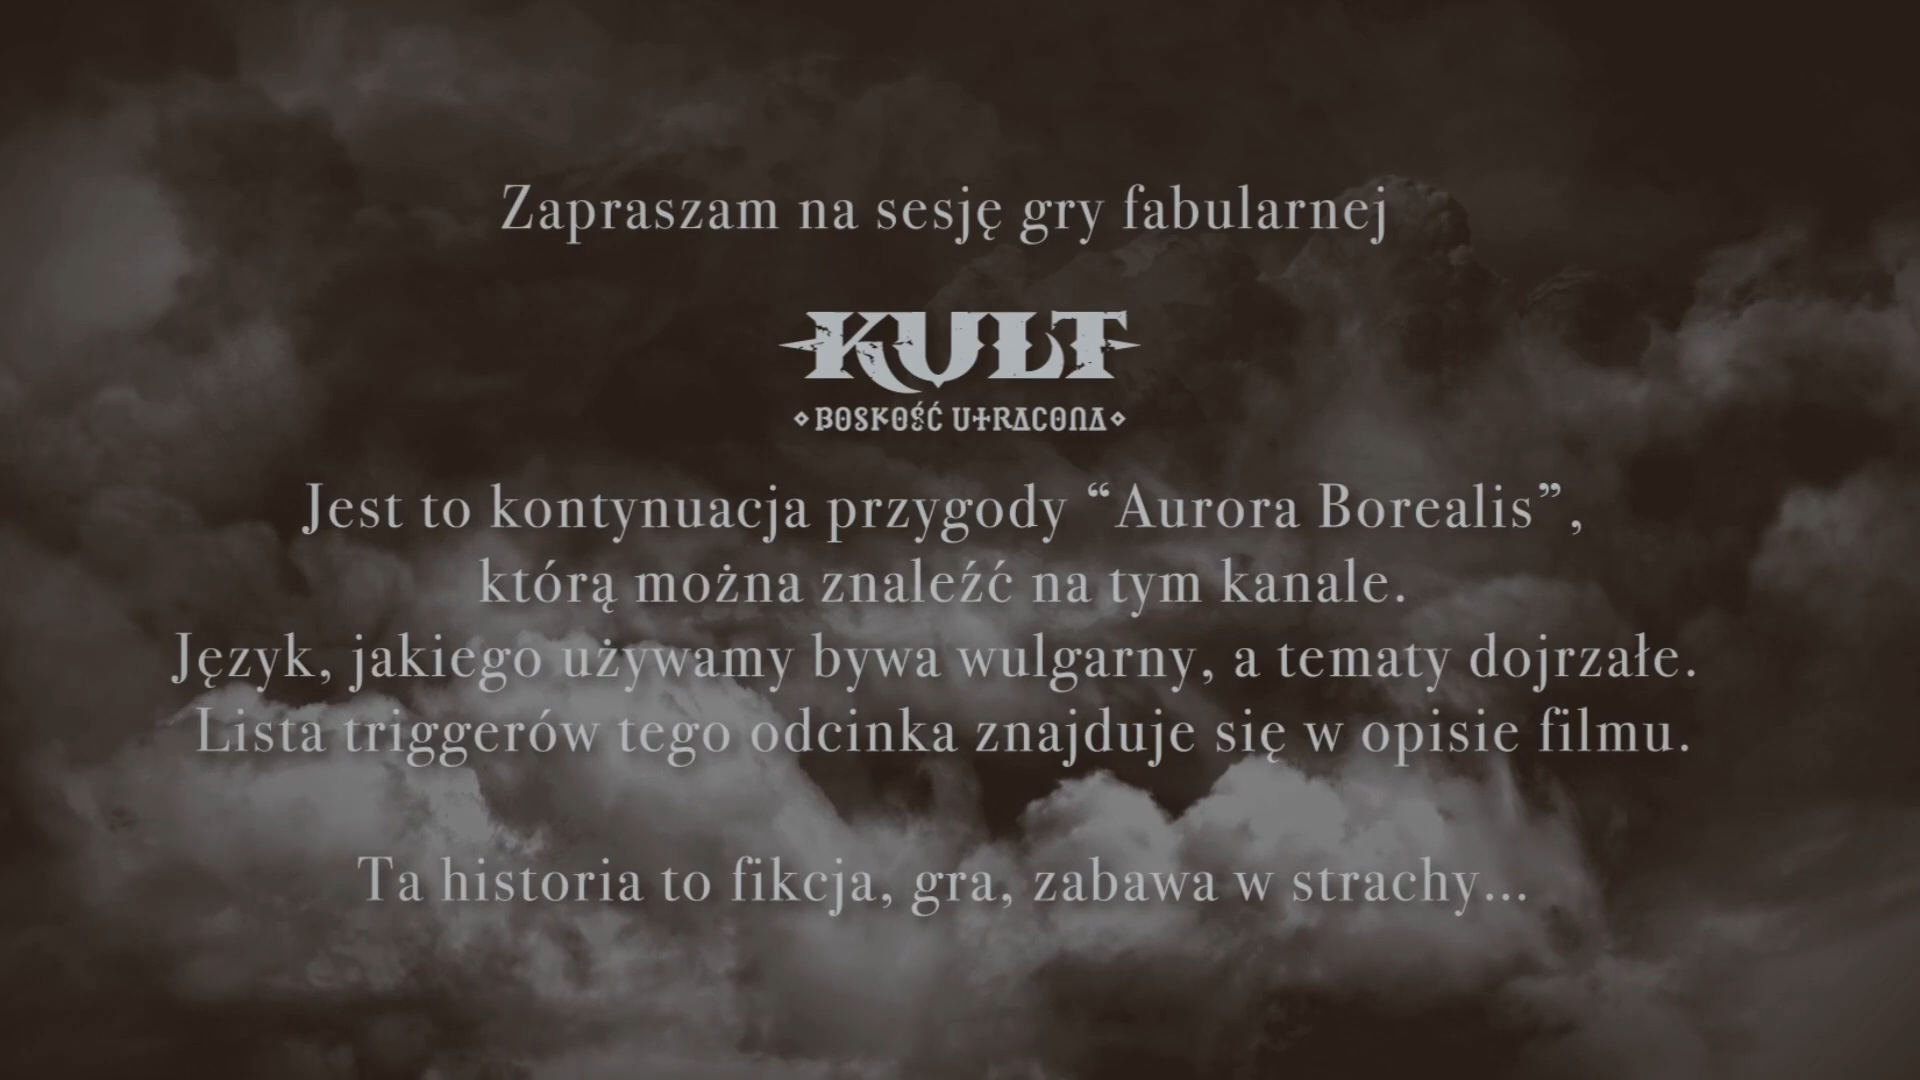 Zapraszam na sesję gry fabularnej
KULT
BOSKOŚĆ UTRACONA
Jest to kontynuacja przygody “Aurora Borealis”,
którą można znaleźć na tym kanale.
Język, jakiego używamy bywa wulgarny, a tematy dojrzałe.
Lista triggerów tego odcinka znajduje się w opisie filmu.
Ta historia to fikcja, gra, zabawa w strachy...